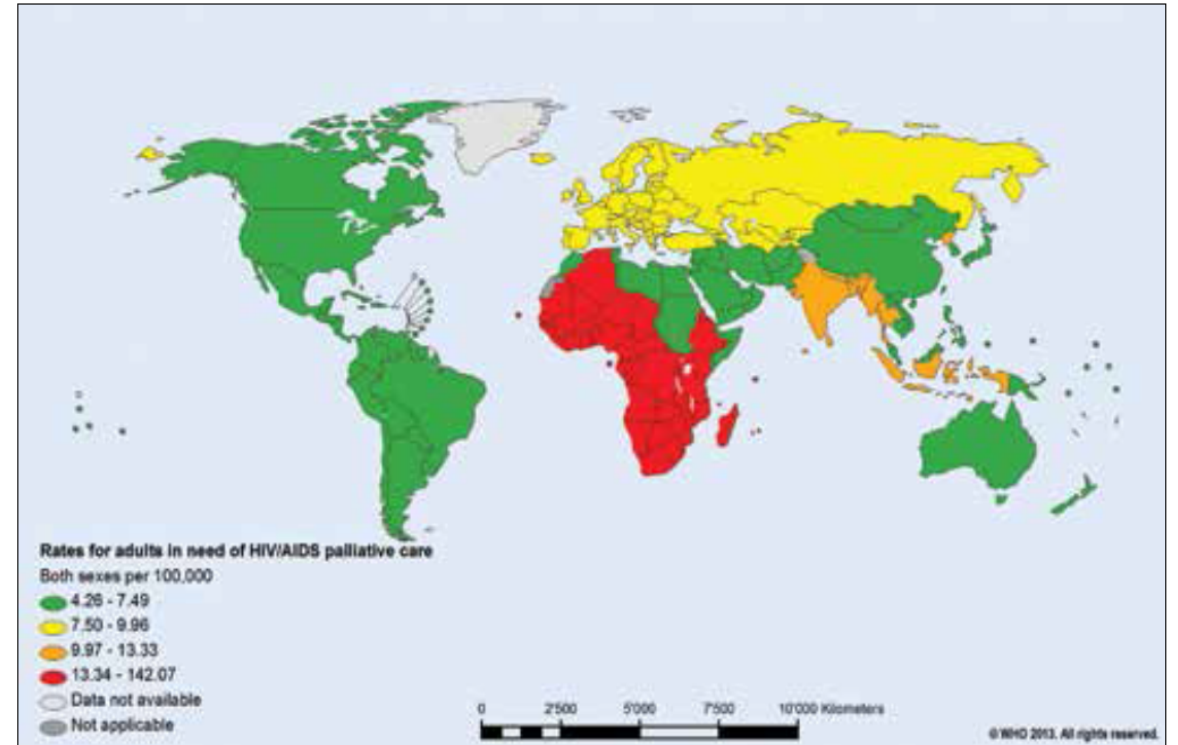 Rates for adults in need of HIV/AIDS palliative care
Both sexes per 100,000
4.26 - 7.49
7.50 - 9.96
9.97 - 13.33
13.34 - 142.07
Data not available
Not applicable
0 2'500 5'000 7'500 10'000 Kilometers
© WHO 2013. All rights reserved.